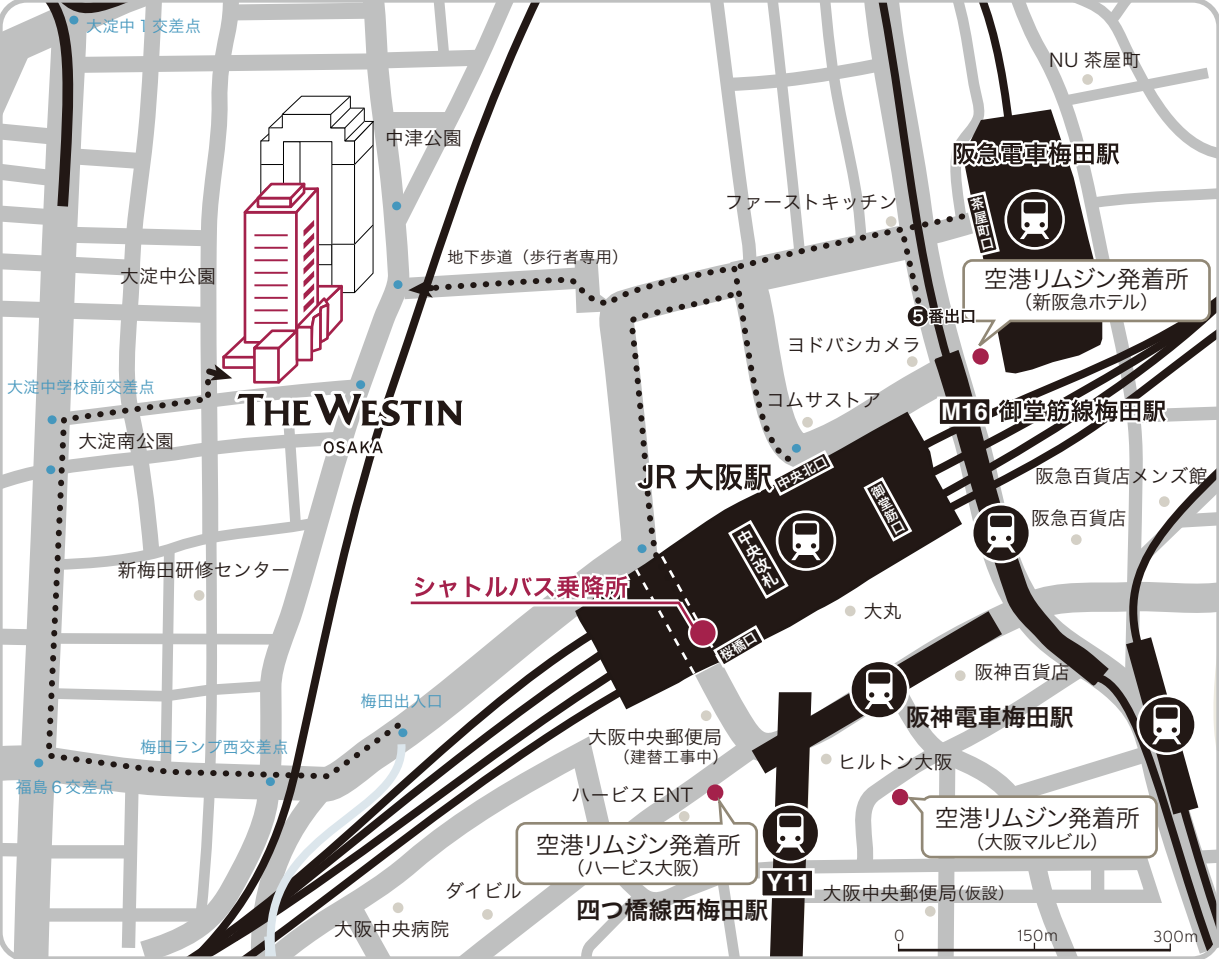 大淀中1交差点
NU 茶屋町
中津公園
阪急電車梅田駅
ファーストキッチン
茶屋町口
地下歩道（歩行者専用）
大淀中公園
空港リムジン発着所
（新阪急ホテル）
5番出口
ヨドバシカメラ
大淀中学校前交差点
THE WESTIN
OSAKA
コムサストア
M16 御堂筋線梅田駅
大淀南公園
JR 大阪駅
中央北口
阪急百貨店メンズ館
御堂筋口
阪急百貨店
中央改札
新梅田研修センター
シャトルバス乗降所
大丸
桜橋口
阪神百貨店
梅田出入口
阪神電車梅田駅
大阪中央郵便局
（建替工事中）
梅田ランプ西交差点
ヒルトン大阪
福島6交差点
ハービス ENT
空港リムジン発着所
（大阪マルビル）
空港リムジン発着所
（ハービス大阪）
Y11
四つ橋線西梅田駅
ダイビル
大阪中央郵便局（仮設）
大阪中央病院
0 150m 300m